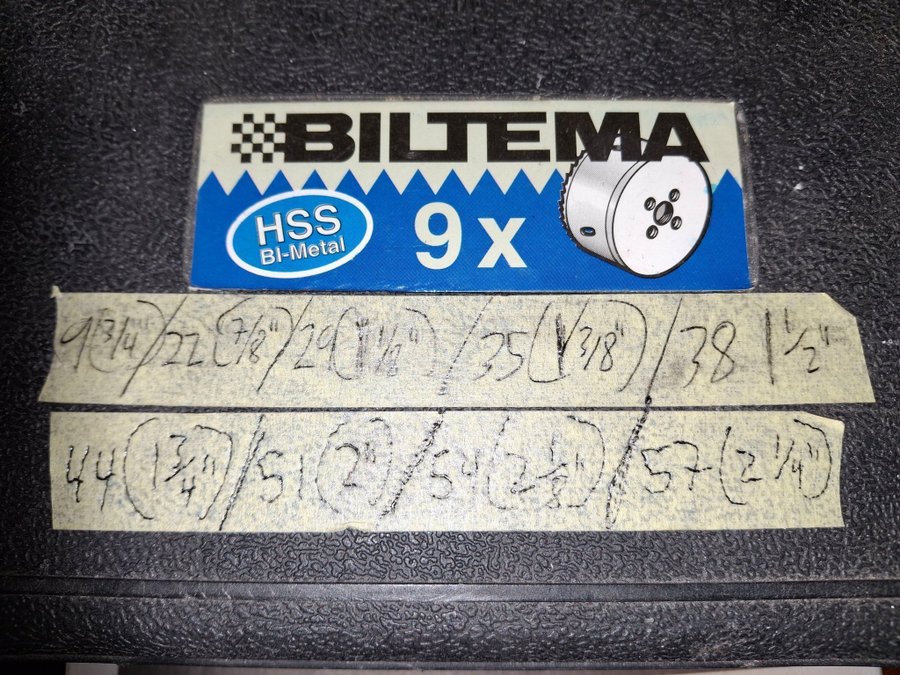 BILTEMA
HSS
BI-Metal
9 x
9(3/4")/22(7/8")/29(1 1/8")/35(1 3/8")/38 1 1/2"
44(1 3/4")/51(2")/54(2 1/8")/57(2 1/4")